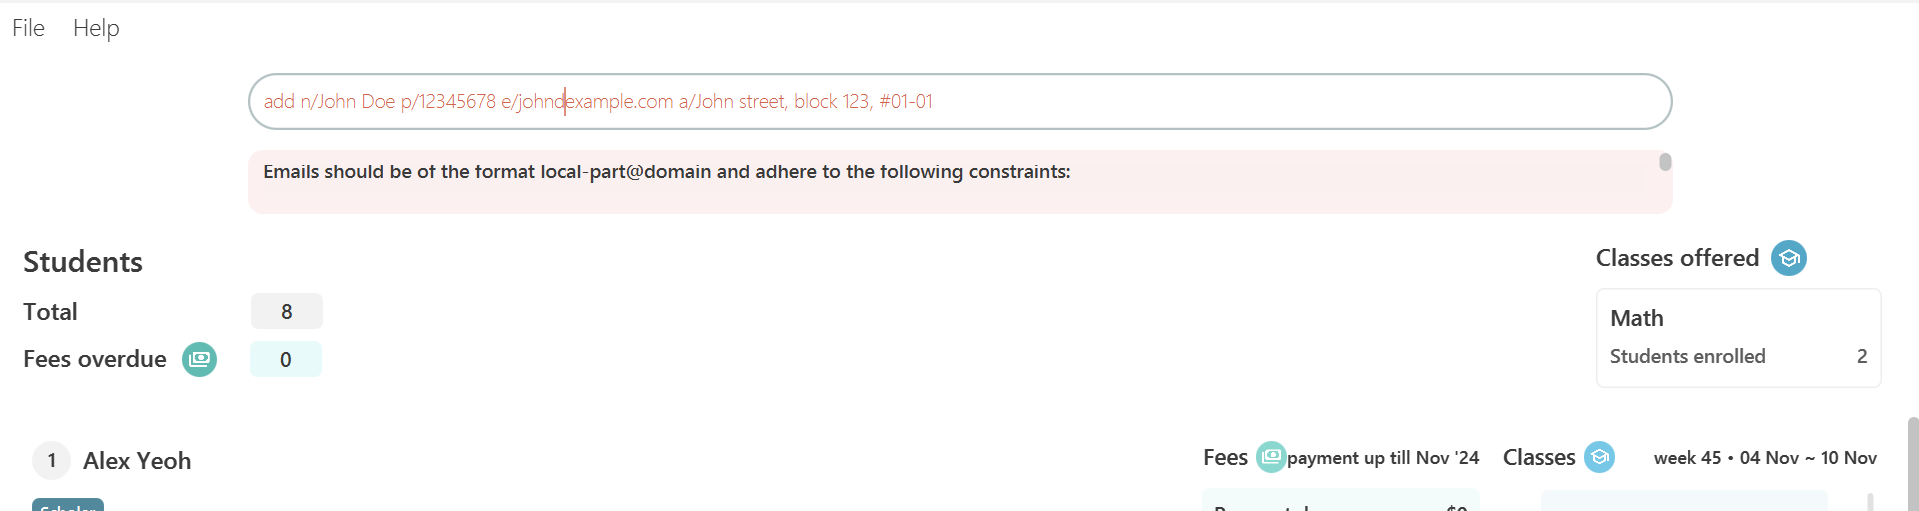 File Help
add n/John Doe p/12345678 e/johndexample.com a/John street, block 123, #01-01
Emails should be of the format local-part@domain and adhere to the following constraints:
Students
Total 8
Fees overdue 0
Classes offered
Math
Students enrolled 2
1 Alex Yeoh
Fees payment up till Nov '24
Classes week 45 • 04 Nov ~ 10 Nov
Scholar
$0